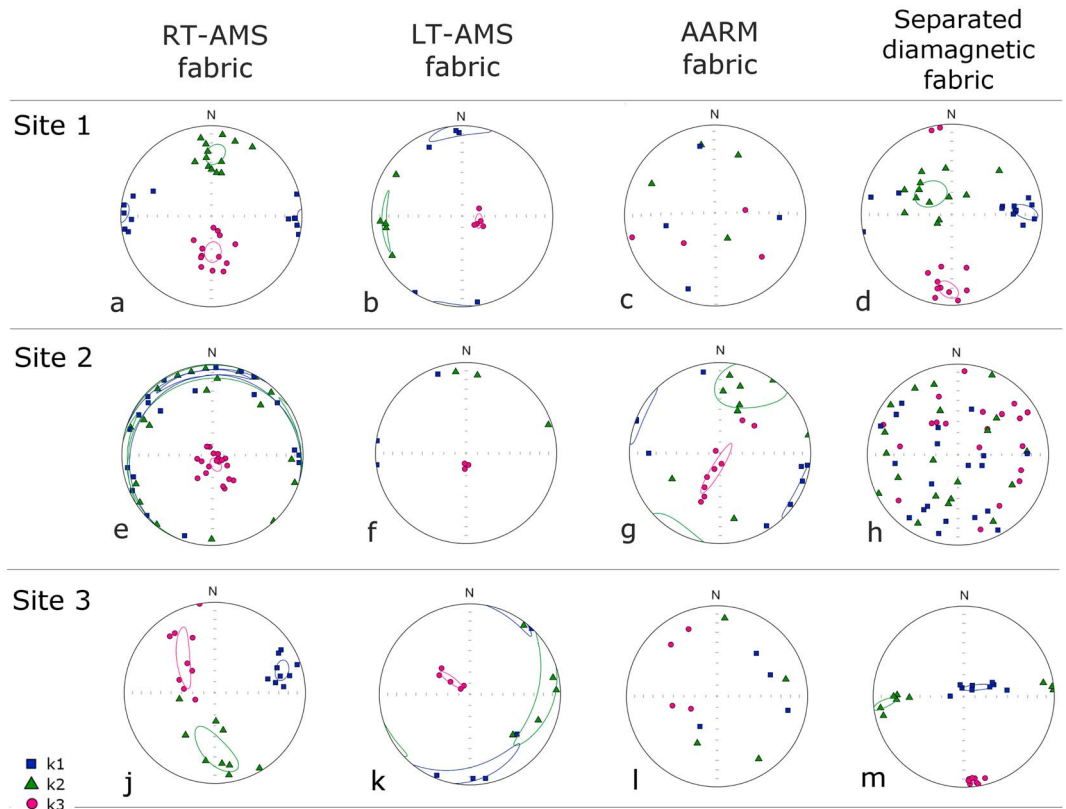 RT-AMS
fabric
LT-AMS
fabric
AARM
fabric
Separated
diamagnetic
fabric
Site 1
N
N
N
N
a
b
c
d
Site 2
N
N
N
N
e
f
g
h
Site 3
N
N
N
N
j
k
l
m
k1
k2
k3